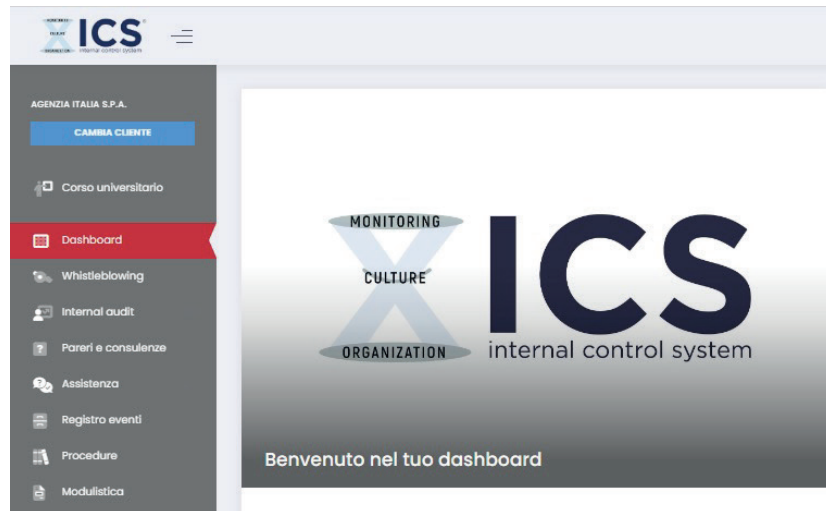 ICS
internal control system
AGENZIA ITALIA S.P.A.
CAMBIA CLIENTE
Corso universitario
Dashboard
Whistleblowing
Internal audit
Pareri e consulenze
Assistenza
Registro eventi
Procedure
Modulistica
MONITORING
CULTURE
ORGANIZATION
ICS
internal control system
Benvenuto nel tuo dashboard